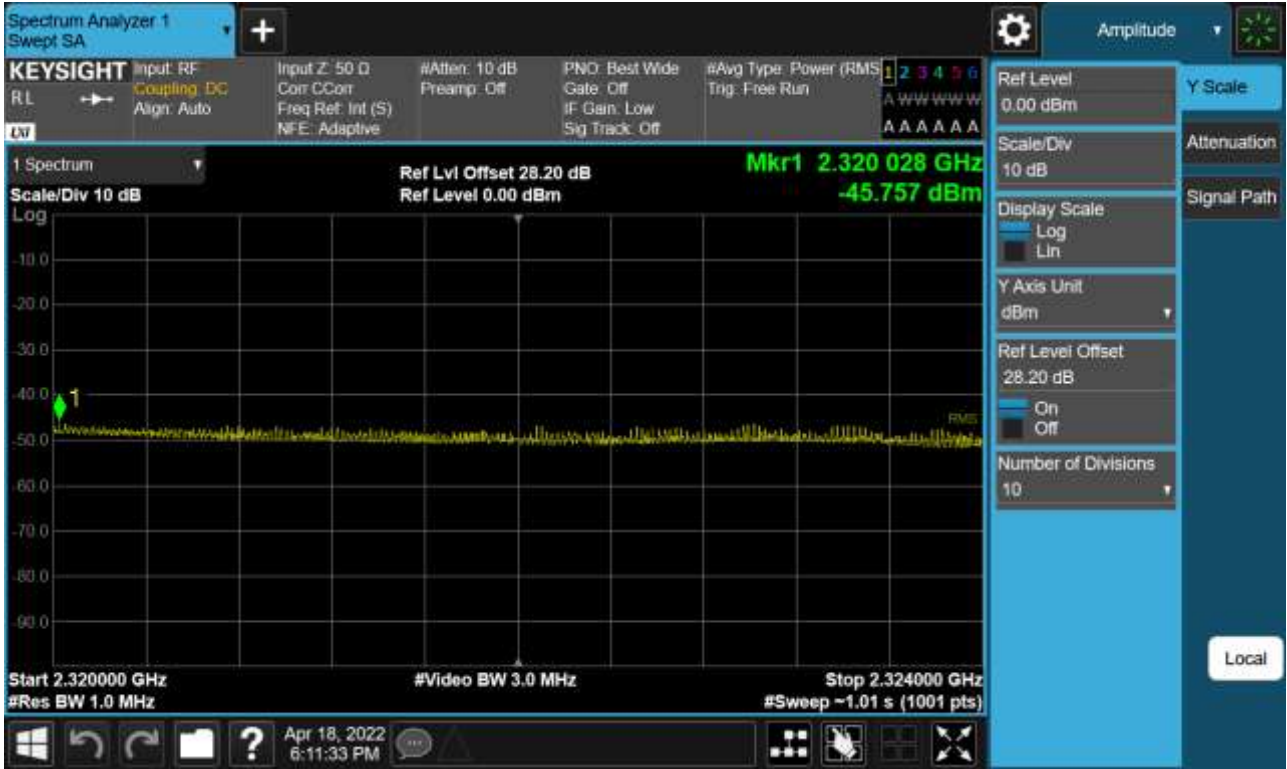 Spectrum Analyzer 1
Swept SA
+
Amplitude
KEYSIGHT
RL
LXI
Input: RF
Coupling: DC
Align: Auto
Input Z: 50 Ω
Corr CCorr
Freq Ref: Int (S)
NFE: Adaptive
#Atten: 10 dB
Preamp: Off
PNO: Best Wide
Gate: Off
IF Gain: Low
Sig Track: Off
#Avg Type: Power (RMS
Trig: Free Run
1 2 3 4 5 6
A W W W W W
A A A A A A
1 Spectrum
Scale/Div 10 dB
Ref Lvl Offset 28.20 dB
Ref Level 0.00 dBm
Mkr1 2.320 028 GHz
-45.757 dBm
Log
-10.0
-20.0
-30.0
-40.0
1
RMS
-50.0
-60.0
-70.0
-80.0
-90.0
Start 2.320000 GHz
#Res BW 1.0 MHz
#Video BW 3.0 MHz
Stop 2.324000 GHz
#Sweep ~1.01 s (1001 pts)
Ref Level
0.00 dBm
Scale/Div
10 dB
Display Scale
Log
Lin
Y Axis Unit
dBm
Ref Level Offset
28.20 dB
On
Off
Number of Divisions
10
Y Scale
Attenuation
Signal Path
Local
?
Apr 18, 2022
6:11:33 PM